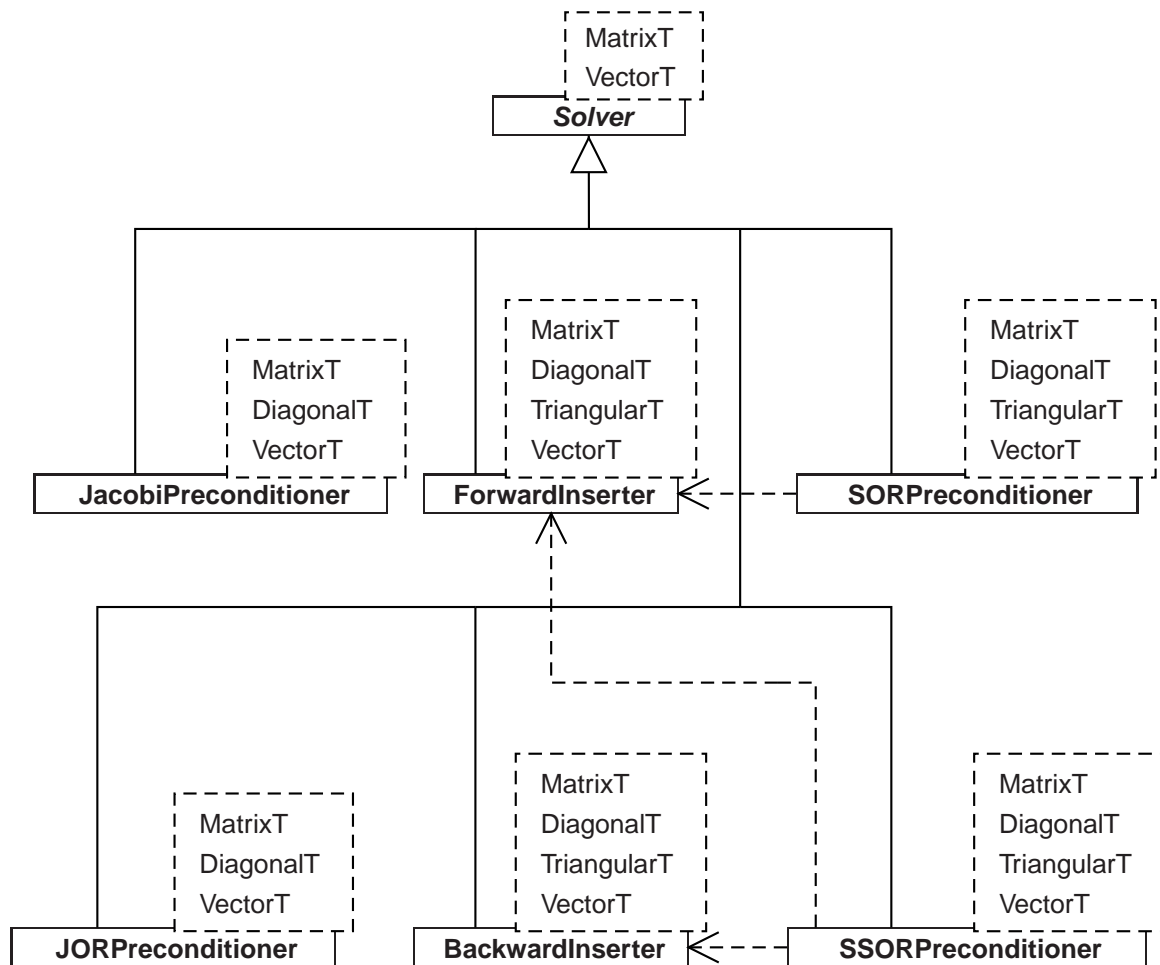 MatrixT
VectorT
Solver
MatrixT
DiagonalT
VectorT
JacobiPreconditioner
MatrixT
DiagonalT
TriangularT
VectorT
ForwardInserter
MatrixT
DiagonalT
TriangularT
VectorT
SORPreconditioner
MatrixT
DiagonalT
VectorT
JORPreconditioner
MatrixT
DiagonalT
TriangularT
VectorT
BackwardInserter
MatrixT
DiagonalT
TriangularT
VectorT
SSORPreconditioner